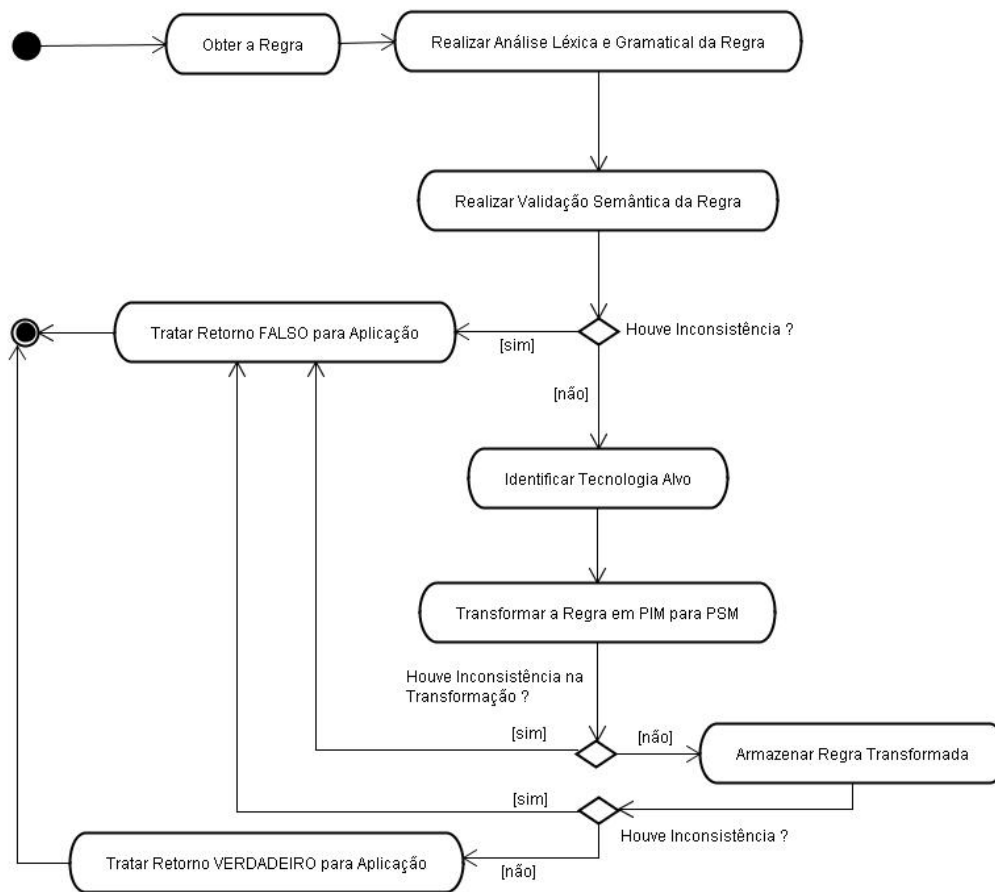 Obter a Regra
Realizar Análise Léxica e Gramatical da Regra
Realizar Validação Semântica da Regra
Tratar Retorno FALSO para Aplicação
[sim]
Houve Inconsistência ?
[não]
Identificar Tecnologia Alvo
Transformar a Regra em PIM para PSM
Houve Inconsistência na
Transformação ?
[sim]
[não]
Armazenar Regra Transformada
[sim]
Houve Inconsistência ?
Tratar Retorno VERDADEIRO para Aplicação
[não]